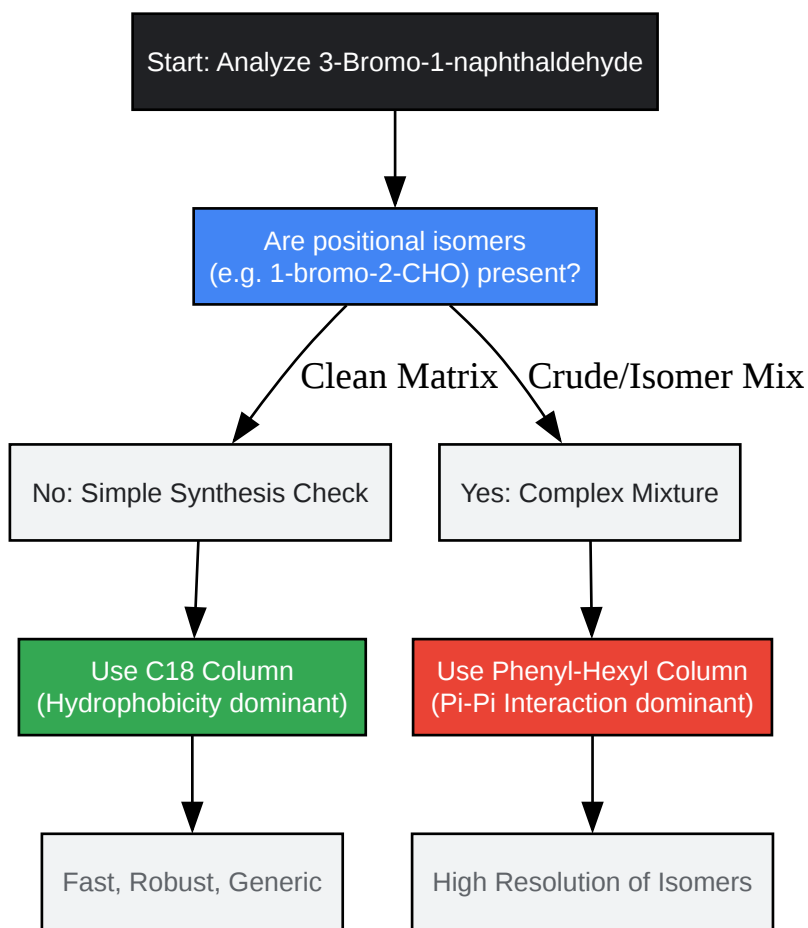 Start: Analyze 3-Bromo-1-naphthaldehyde
Are positional isomers
(e.g. 1-bromo-2-CHO) present?
Clean Matrix
Crude/Isomer Mix
No: Simple Synthesis Check
Yes: Complex Mixture
Use C18 Column
(Hydrophobicity dominant)
Use Phenyl-Hexyl Column
(Pi-Pi Interaction dominant)
Fast, Robust, Generic
High Resolution of Isomers